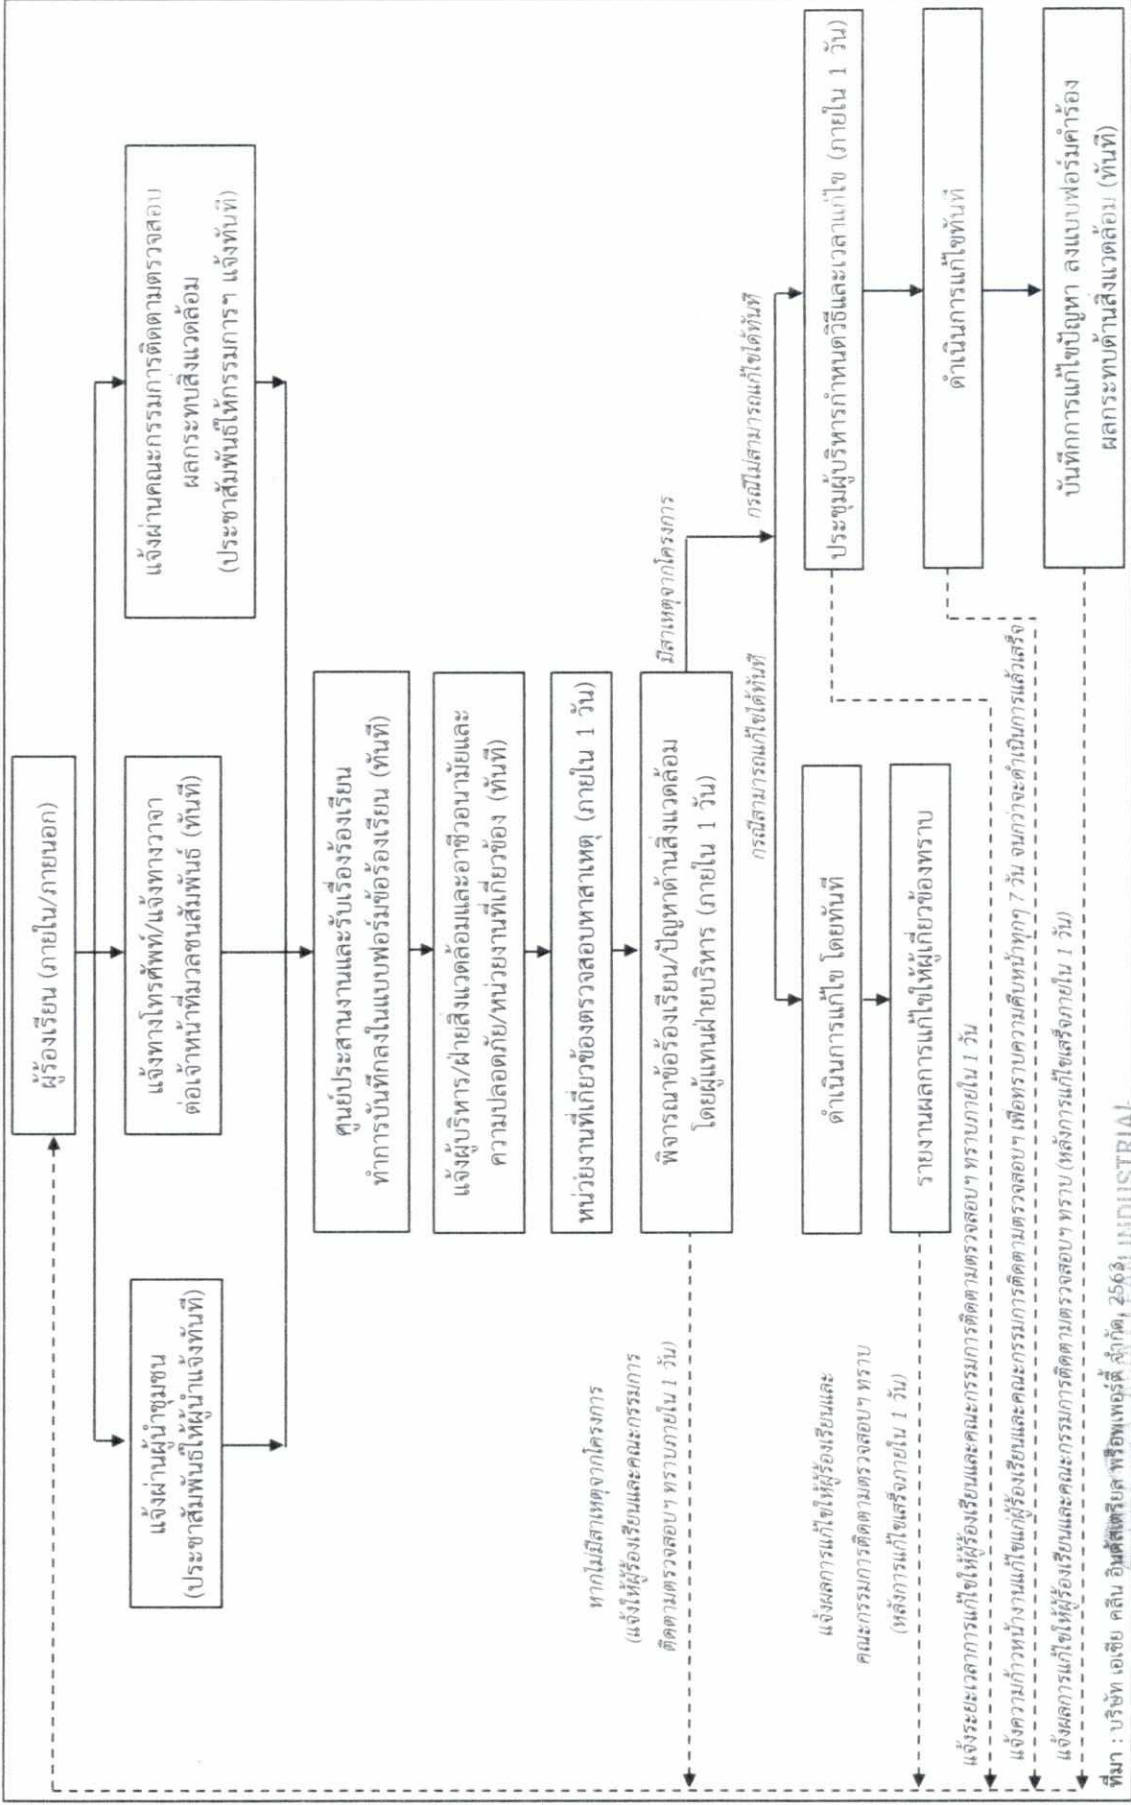 ผู้ร้องเรียน (ภายใน/ภายนอก)
แจ้งผ่านผู้นำชุมชน
(ประชาสัมพันธ์ให้ผู้นำแจ้งทันที)
แจ้งทางโทรศัพท์/แจ้งทางวาจา
ต่อเจ้าหน้าที่มวลชนสัมพันธ์ (ทันที)
แจ้งผ่านคณะกรรมการติดตามตรวจสอบ
ผลกระทบสิ่งแวดล้อม
(ประชาสัมพันธ์ให้กรรมการฯ แจ้งทันที)
ศูนย์ประสานงานและรับเรื่องร้องเรียน
ทำการบันทึกลงในแบบฟอร์มข้อร้องเรียน (ทันที)
แจ้งผู้บริหาร/ฝ่ายสิ่งแวดล้อมและอาชีวอนามัยและ
ความปลอดภัย/หน่วยงานที่เกี่ยวข้อง (ทันที)
หน่วยงานที่เกี่ยวข้องตรวจสอบหาสาเหตุ (ภายใน 1 วัน)
พิจารณาข้อร้องเรียน/ปัญหาด้านสิ่งแวดล้อม
โดยผู้แทนฝ่ายบริหาร (ภายใน 1 วัน)
หากไม่มีสาเหตุจากโครงการ
(แจ้งให้ผู้ร้องเรียนและคณะกรรมการ
ติดตามตรวจสอบฯ ทราบภายใน 1 วัน)
มีสาเหตุจากโครงการ
กรณีสามารถแก้ไขได้ทันที
กรณีไม่สามารถแก้ไขได้ทันที
ดำเนินการแก้ไข โดยทันที
ประชุมผู้บริหารกำหนดวิธีและเวลาแก้ไข (ภายใน 1 วัน)
รายงานผลการแก้ไขให้ผู้เกี่ยวข้องทราบ
ดำเนินการแก้ไขทันที
แจ้งผลการแก้ไขให้ผู้ร้องเรียนและ
คณะกรรมการติดตามตรวจสอบฯ ทราบ
(หลังการแก้ไขเสร็จภายใน 1 วัน)
บันทึกการแก้ไขปัญหา ลงแบบฟอร์มคำร้อง
ผลกระทบด้านสิ่งแวดล้อม (ทันที)
แจ้งระยะเวลาการแก้ไขให้ผู้ร้องเรียนและคณะกรรมการติดตามตรวจสอบฯ ทราบภายใน 1 วัน
แจ้งความก้าวหน้างานแก้ไขแก่ผู้ร้องเรียนและคณะกรรมการติดตามตรวจสอบฯ เพื่อทราบความคืบหน้าทุกๆ 7 วัน จนกว่าจะดำเนินการแล้วเสร็จ
แจ้งผลการแก้ไขให้ผู้ร้องเรียนและคณะกรรมการติดตามตรวจสอบฯ ทราบ (หลังการแก้ไขเสร็จภายใน 1 วัน)
ที่มา : บริษัท เอเชีย คลีน อินดัสเตรียล พร็อพเพอร์ตี้ จำกัด, 2563
INDUSTRIAL